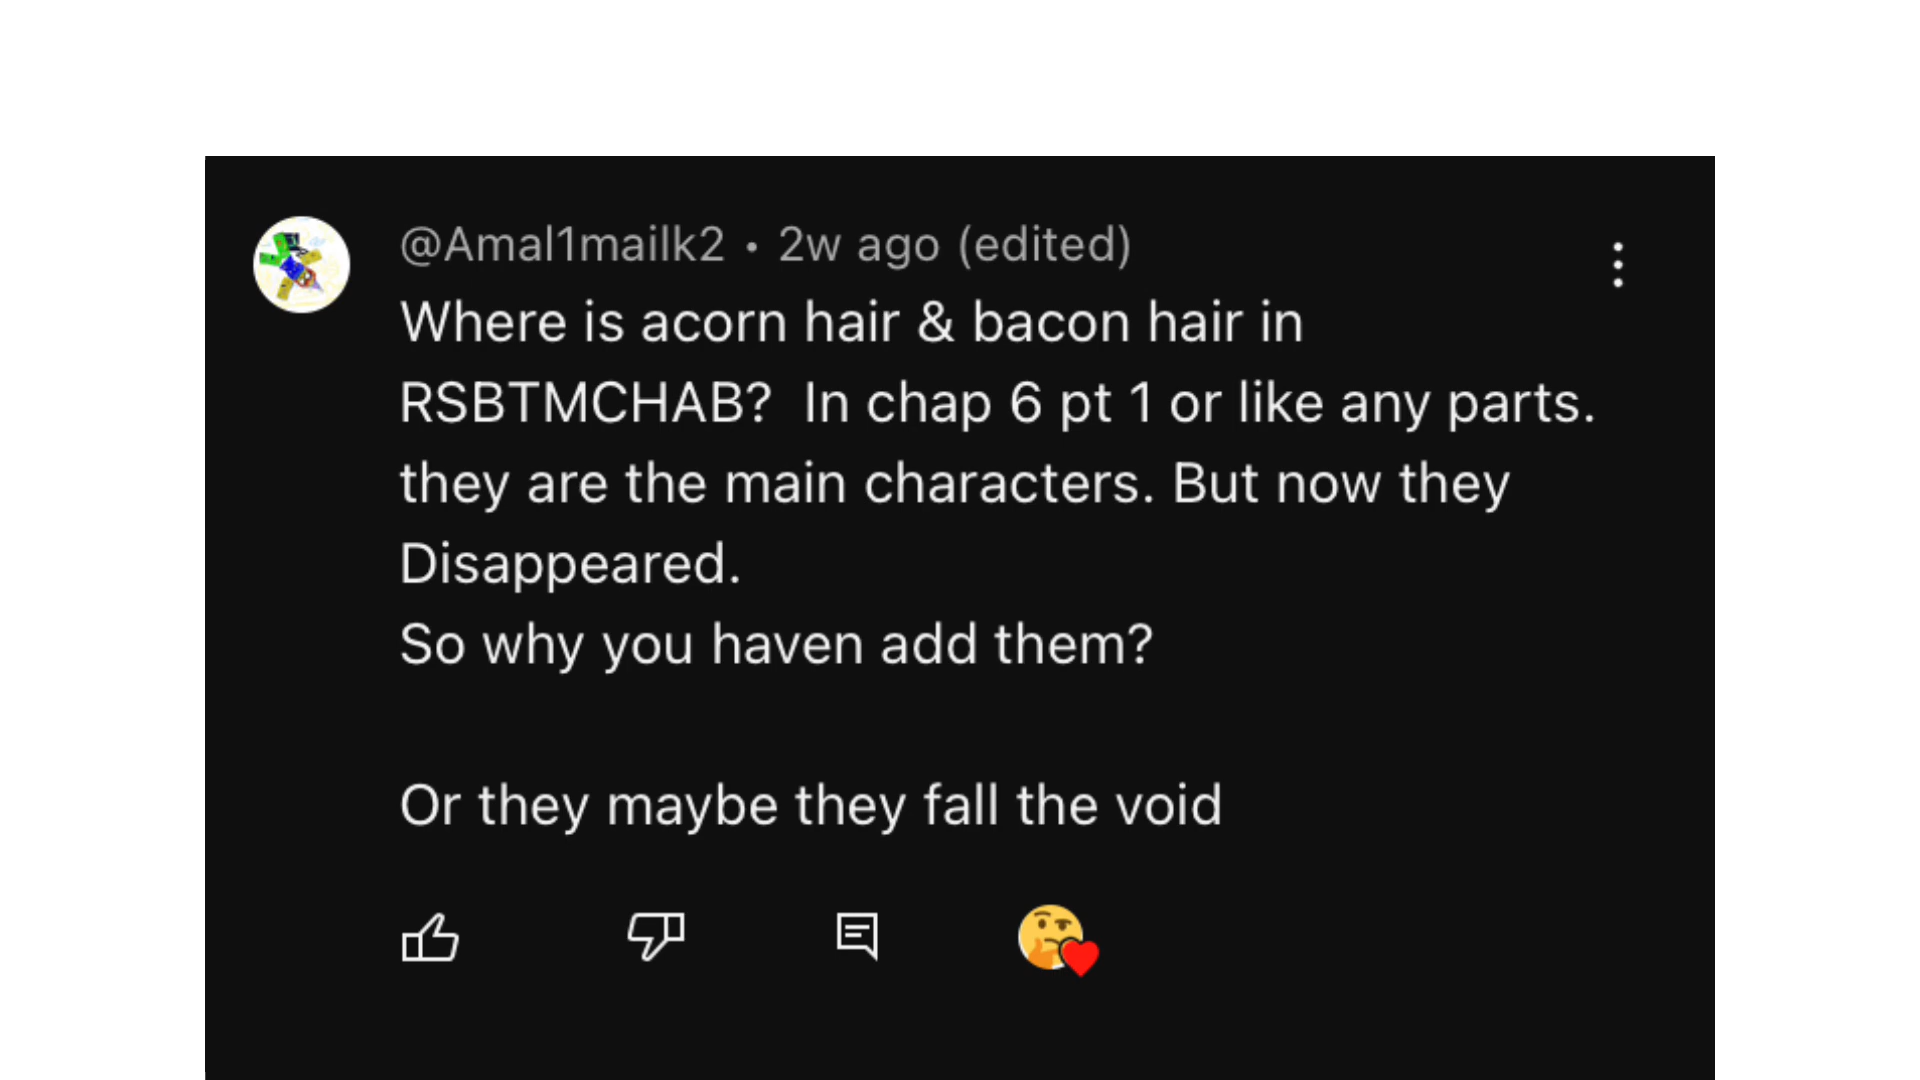 @Amal1mailk2 • 2w ago (edited)
Where is acorn hair & bacon hair in
RSBTMCHAB?  In chap 6 pt 1 or like any parts.
they are the main characters. But now they
Disappeared.
So why you haven add them?
Or they maybe they fall the void